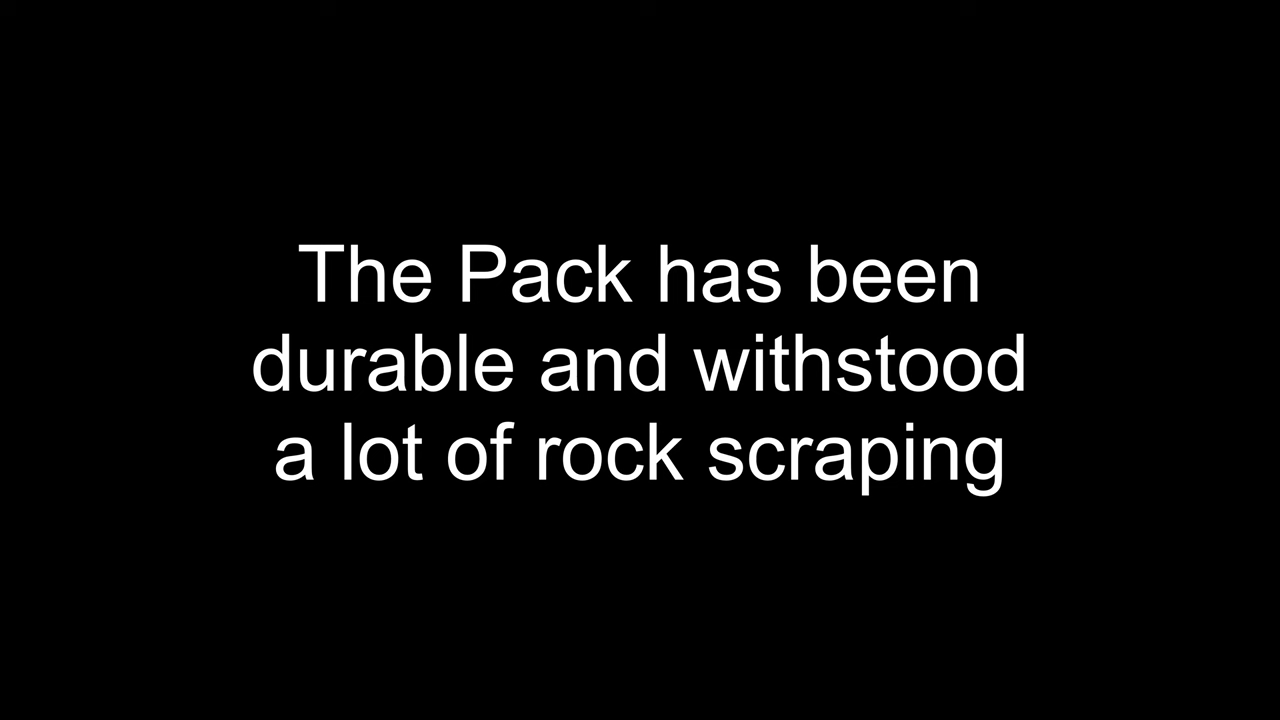 The Pack has been
durable and withstood
a lot of rock scraping